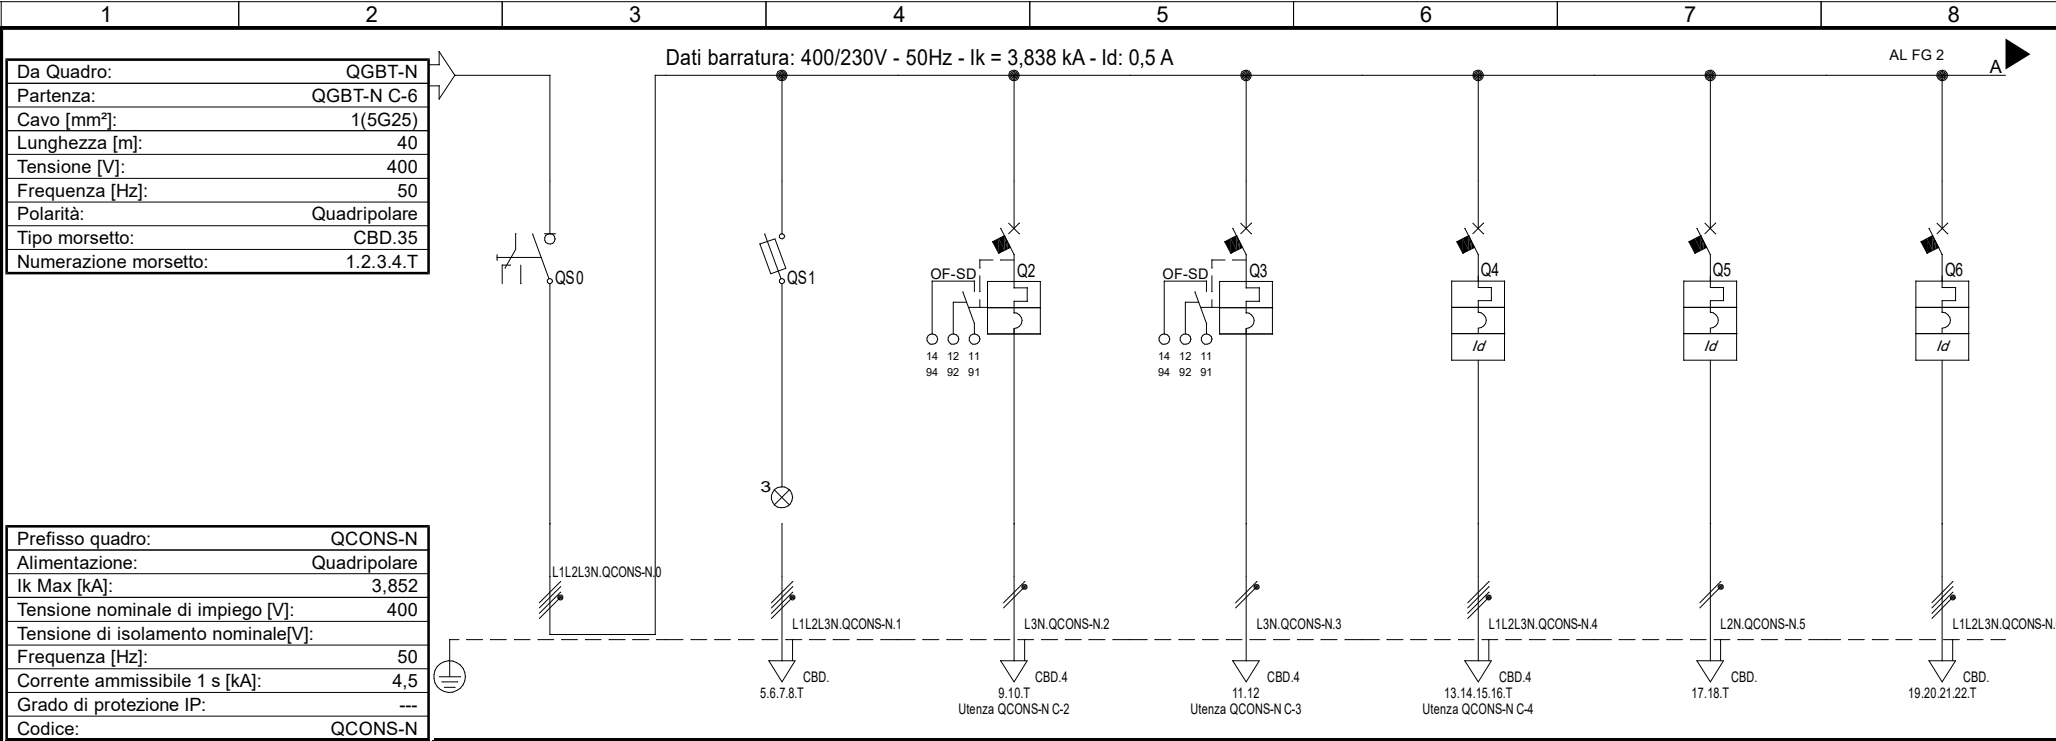 1 2 3 4 5 6 7 8
Dati barratura: 400/230V - 50Hz - Ik = 3,838 kA - Id: 0,5 A
AL FG 2
A
Da Quadro: QGBT-N
Partenza: QGBT-N C-6
Cavo [mm²]: 1(5G25)
Lunghezza [m]: 40
Tensione [V]: 400
Frequenza [Hz]: 50
Polarità: Quadripolare
Tipo morsetto: CBD.35
Numerazione morsetto: 1.2.3.4.T
QS0
QS1
OF-SD Q2
14 12 11
94 92 91
OF-SD Q3
14 12 11
94 92 91
Q4
Id
Q5
Id
Q6
Id
3
Prefisso quadro: QCONS-N
Alimentazione: Quadripolare
Ik Max [kA]: 3,852
Tensione nominale di impiego [V]: 400
Tensione di isolamento nominale[V]:
Frequenza [Hz]: 50
Corrente ammissibile 1 s [kA]: 4,5
Grado di protezione IP: ---
Codice: QCONS-N
L1L2L3N.QCONS-N.0
L1L2L3N.QCONS-N.1
L3N.QCONS-N.2
L3N.QCONS-N.3
L1L2L3N.QCONS-N.4
L2N.QCONS-N.5
L1L2L3N.QCONS-N.
CBD.
5.6.7.8.T
CBD.4
9.10.T
Utenza QCONS-N C-2
CBD.4
11.12
Utenza QCONS-N C-3
CBD.4
13.14.15.16.T
Utenza QCONS-N C-4
CBD.
17.18.T
CBD.
19.20.21.22.T